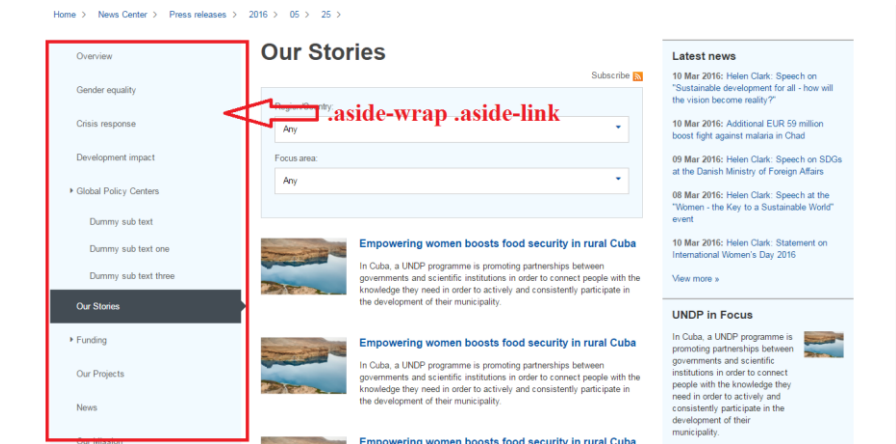 Home > News Center > Press releases > 2016 > 05 > 25 >
Overview
Gender equality
Crisis response
Development impact
Global Policy Centers
Dummy sub text
Dummy sub text one
Dummy sub text three
Our Stories
Funding
Our Projects
News
Our Mission
Our Stories
Subscribe
Region/Country:
.aside-wrap .aside-link
Any
Focus area:
Any
Empowering women boosts food security in rural Cuba
In Cuba, a UNDP programme is promoting partnerships between
governments and scientific institutions in order to connect people with the
knowledge they need in order to actively and consistently participate in
the development of their municipality.
Empowering women boosts food security in rural Cuba
In Cuba, a UNDP programme is promoting partnerships between
governments and scientific institutions in order to connect people with the
knowledge they need in order to actively and consistently participate in
the development of their municipality.
Empowering women boosts food security in rural Cuba
Latest news
10 Mar 2016: Helen Clark: Speech on
"Sustainable development for all - how will
the vision become reality?"
10 Mar 2016: Additional EUR 59 million
boost fight against malaria in Chad
09 Mar 2016: Helen Clark: Speech on SDGs
at the Danish Ministry of Foreign Affairs
08 Mar 2016: Helen Clark: Speech at the
"Women - the Key to a Sustainable World"
event
10 Mar 2016: Helen Clark: Statement on
International Women's Day 2016
View more »
UNDP in Focus
In Cuba, a UNDP programme is
promoting partnerships between
governments and scientific
institutions in order to connect
people with the knowledge they
need in order to actively and
consistently participate in the
development of their
municipality.